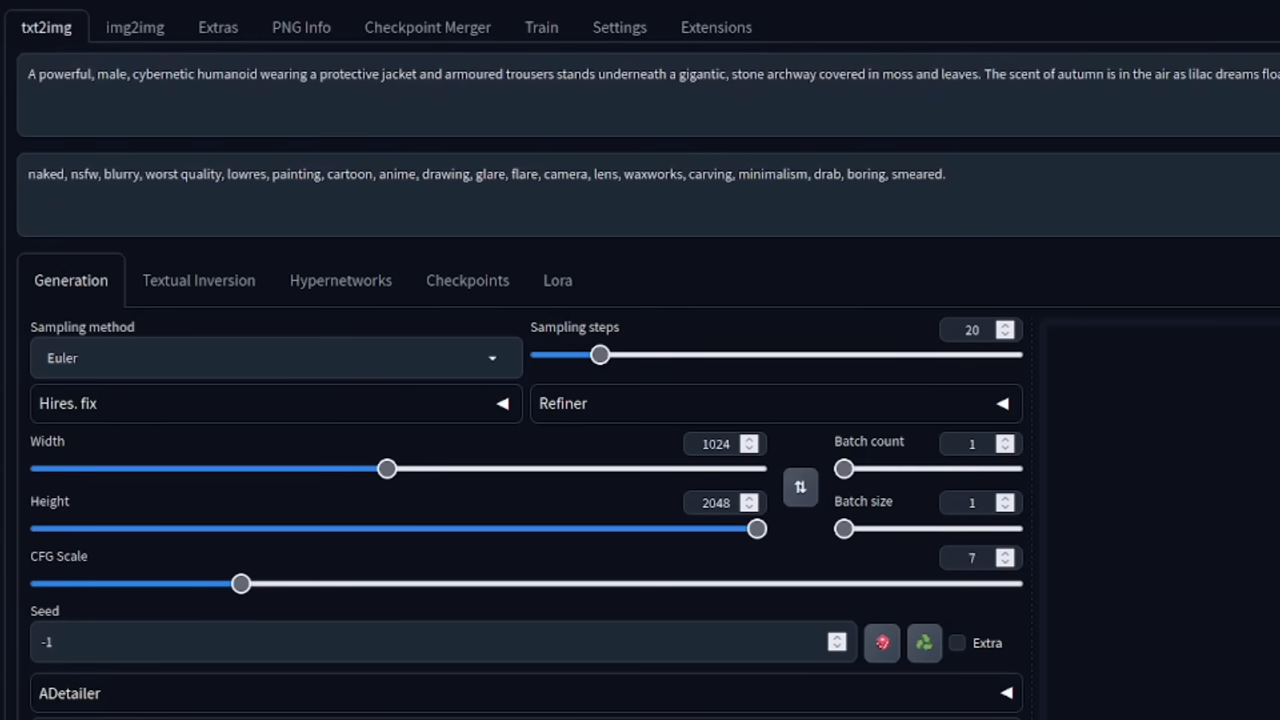 txt2img img2img Extras PNG Info Checkpoint Merger Train Settings Extensions
A powerful, male, cybernetic humanoid wearing a protective jacket and armoured trousers stands underneath a gigantic, stone archway covered in moss and leaves. The scent of autumn is in the air as lilac dreams
naked, nsfw, blurry, worst quality, lowres, painting, cartoon, anime, drawing, glare, flare, camera, lens, waxworks, carving, minimalism, drab, boring, smeared.
Generation Textual Inversion Hypernetworks Checkpoints Lora
Sampling method Sampling steps 20
Euler
Hires. fix Refiner
Width 1024 Batch count 1
Height 2048 Batch size 1
CFG Scale 7
Seed
-1 Extra
ADetailer